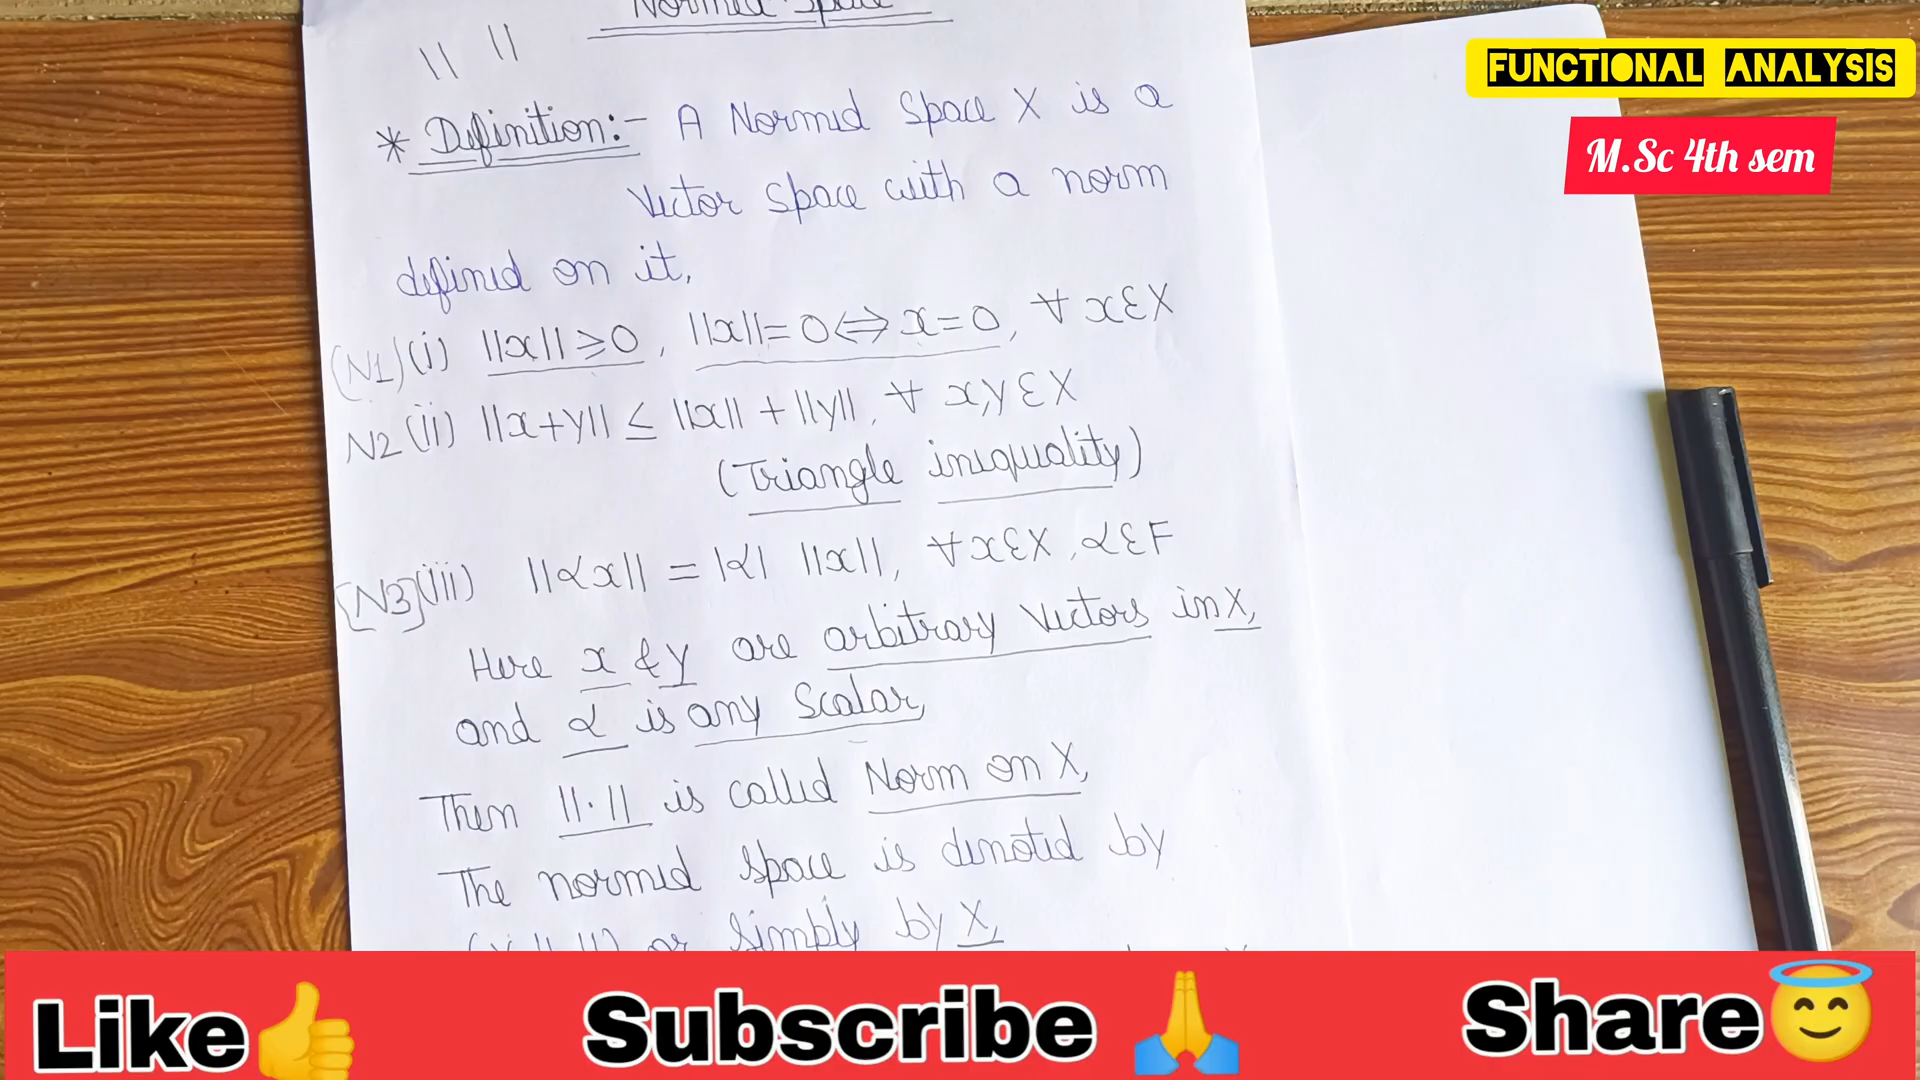 Normed Space
|| ||
FUNCTIONAL ANALYSIS
M.Sc 4th sem
* Definition:- A Normed Space X is a
Vector Space with a norm
defined on it,
(N1)(i) ||x|| ≥ 0, ||x|| = 0 ⇔ x = 0, ∀ x ∈ X
N2 (ii) ||x+y|| ≤ ||x|| + ||y||, ∀ x,y ∈ X
(Triangle inequality)
[N3](iii) ||αx|| = |α| ||x||, ∀ x ∈ X, α ∈ F
Here x & y are arbitrary vectors in X,
and α is any Scalar,
Then ||·|| is called Norm on X,
The normed space is denoted by
or simply by X,
Like👍 Subscribe 🙏 Share😇